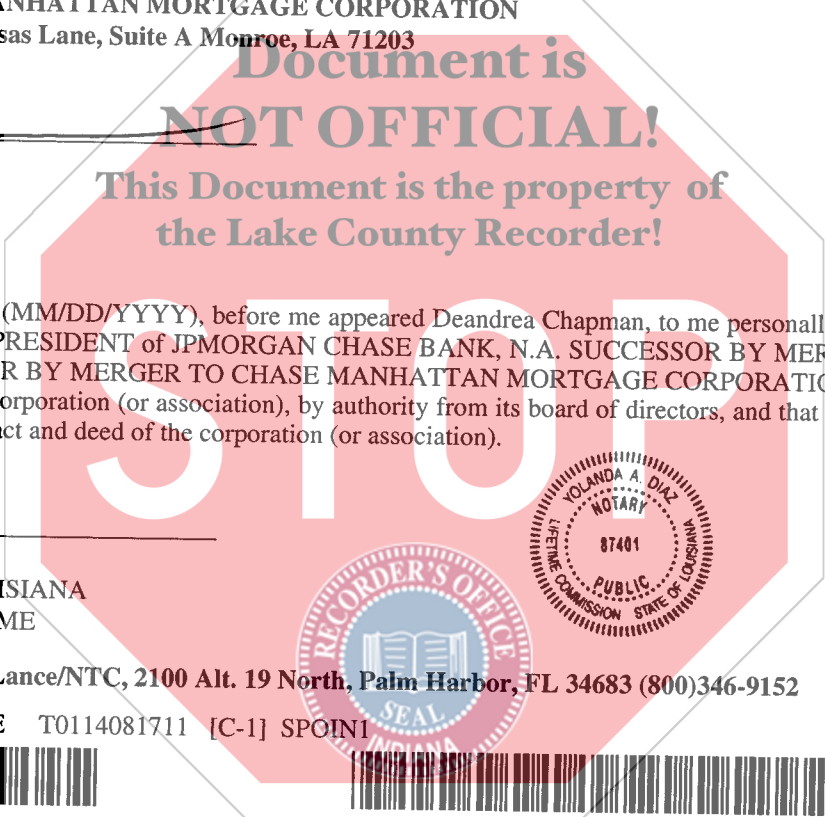 ANHATTAN MORTGAGE CORPORATION
sas Lane, Suite A Monroe, LA 71203
Document is
NOT OFFICIAL!
This Document is the property of
the Lake County Recorder!
STOP
(MM/DD/YYYY), before me appeared Deandrea Chapman, to me personall
PRESIDENT of JPMORGAN CHASE BANK, N.A. SUCCESSOR BY MER
R BY MERGER TO CHASE MANHATTAN MORTGAGE CORPORATIO
orporation (or association), by authority from its board of directors, and that
ct and deed of the corporation (or association).
YOLANDA A. DIAZ
NOTARY
87401
PUBLIC
LIFETIME COMMISSION STATE OF LOUISIANA
ISIANA
ME
RECORDER'S OFFICE
SEAL
INDIANA
Lance/NTC, 2100 Alt. 19 North, Palm Harbor, FL 34683 (800)346-9152
E T0114081711 [C-1] SPOIN1